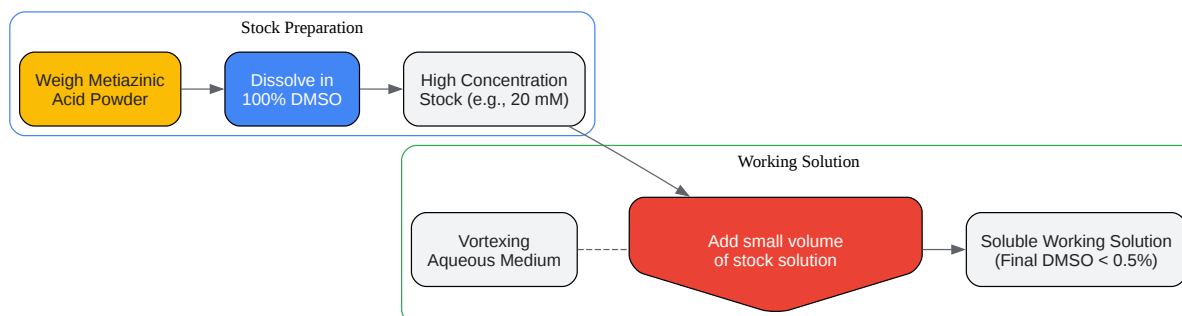 Stock Preparation
Weigh Metiazinic
Acid Powder
Dissolve in
100% DMSO
High Concentration
Stock (e.g., 20 mM)
Working Solution
Vortexing
Aqueous Medium
Add small volume
of stock solution
Soluble Working Solution
(Final DMSO < 0.5%)